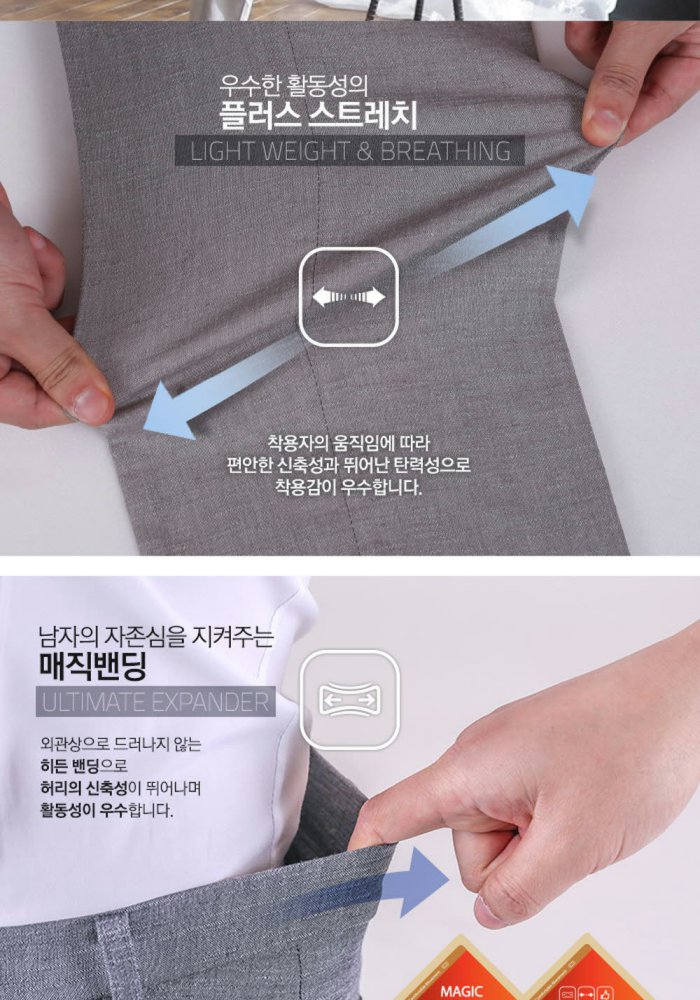 우수한 활동성의
플러스 스트레치
LIGHT WEIGHT & BREATHING
착용자의 움직임에 따라
편안한 신축성과 뛰어난 탄력성으로
착용감이 우수합니다.
남자의 자존심을 지켜주는
매직밴딩
ULTIMATE EXPANDER
외관상으로 드러나지 않는
히든 밴딩으로
허리의 신축성이 뛰어나며
활동성이 우수합니다.
MAGIC